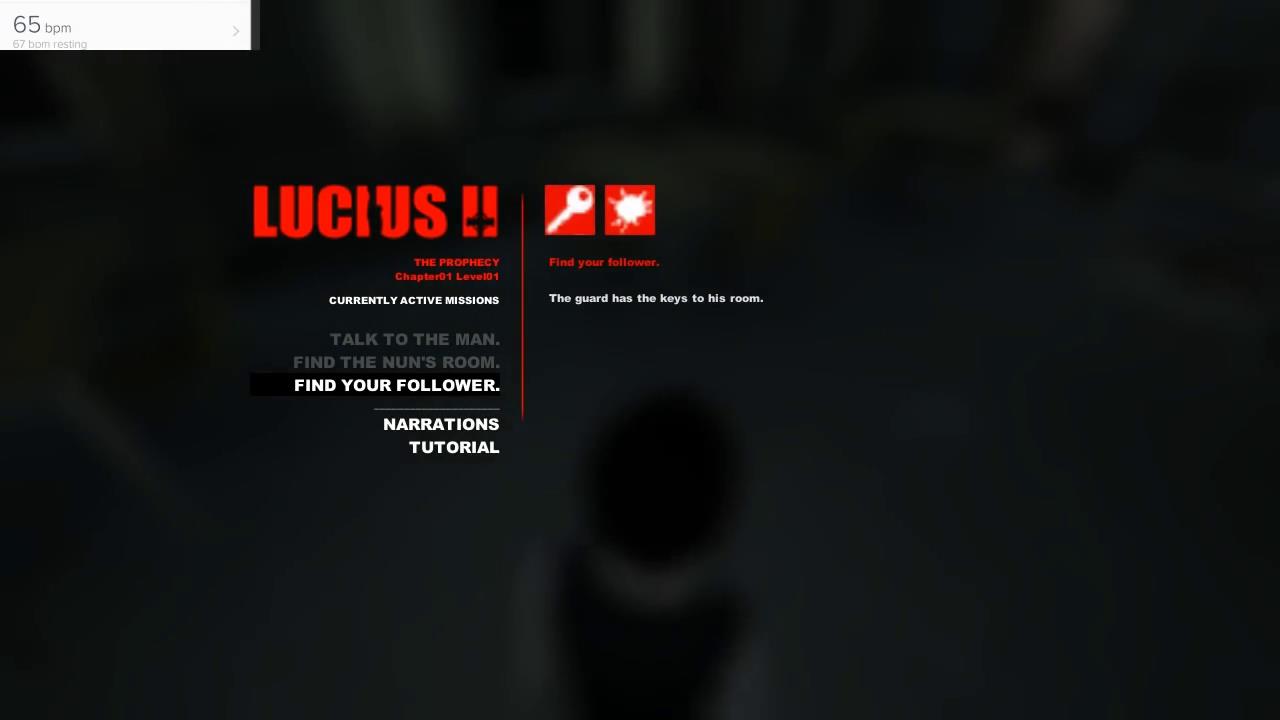 65 bpm
67 bpm resting
LUCIUS II
THE PROPHECY
Chapter01 Level01
CURRENTLY ACTIVE MISSIONS
TALK TO THE MAN.
FIND THE NUN'S ROOM.
FIND YOUR FOLLOWER.
NARRATIONS
TUTORIAL
Find your follower.
The guard has the keys to his room.